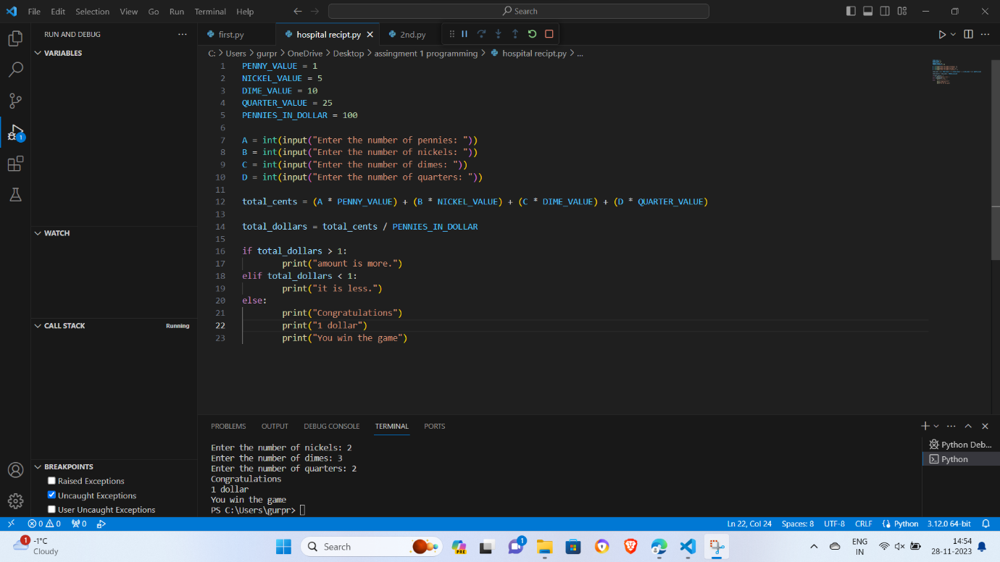 File Edit Selection View Go Run Terminal Help Search
RUN AND DEBUG
first.py hospital recipt.py 2nd.py
C: > Users > gurpr > OneDrive > Desktop > assingment 1 programming > hospital recipt.py > ...
VARIABLES
WATCH
CALL STACK Running
BREAKPOINTS
Raised Exceptions
Uncaught Exceptions
User Uncaught Exceptions
1 PENNY_VALUE = 1
2 NICKEL_VALUE = 5
3 DIME_VALUE = 10
4 QUARTER_VALUE = 25
5 PENNIES_IN_DOLLAR = 100
6
7 A = int(input("Enter the number of pennies: "))
8 B = int(input("Enter the number of nickels: "))
9 C = int(input("Enter the number of dimes: "))
10 D = int(input("Enter the number of quarters: "))
11
12 total_cents = (A * PENNY_VALUE) + (B * NICKEL_VALUE) + (C * DIME_VALUE) + (D * QUARTER_VALUE)
13
14 total_dollars = total_cents / PENNIES_IN_DOLLAR
15
16 if total_dollars > 1:
17 print("amount is more.")
18 elif total_dollars < 1:
19 print("it is less.")
20 else:
21 print("Congratulations")
22 print("1 dollar")
23 print("You win the game")
PROBLEMS OUTPUT DEBUG CONSOLE TERMINAL PORTS
Enter the number of nickels: 2
Enter the number of dimes: 3
Enter the number of quarters: 2
Congratulations
1 dollar
You win the game
PS C:\Users\gurpr>
Python Deb...
Python
1
0 0 0 Ln 22, Col 24 Spaces: 8 UTF-8 CRLF Python 3.12.0 64-bit
1 -1°C
Cloudy
Search
PRE
1
ENG
IN
14:54
28-11-2023